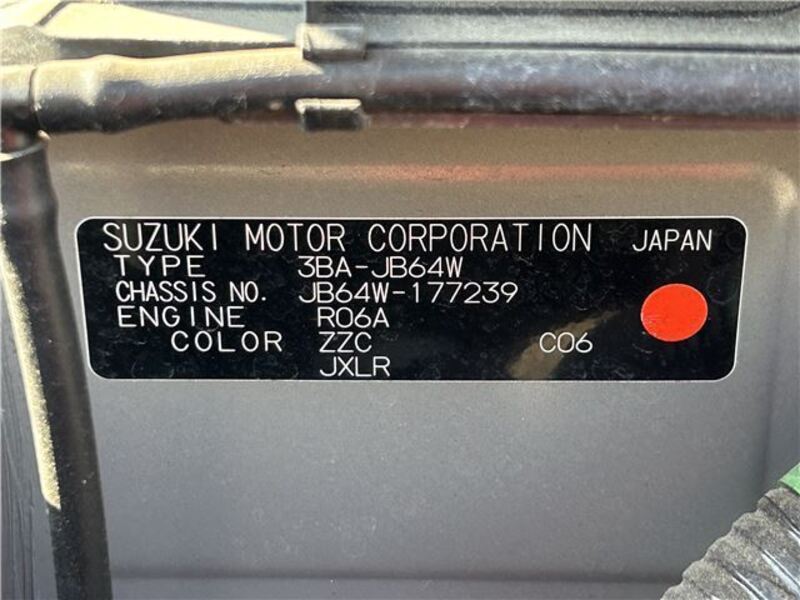 SUZUKI MOTOR CORPORATION JAPAN
TYPE 3BA-JB64W
CHASSIS NO. JB64W-177239
ENGINE R06A
COLOR ZZC C06
JXLR